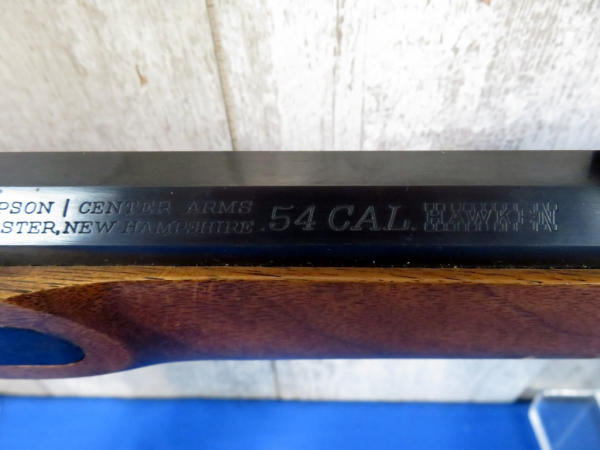 PSON / CENTER ARMS
STER, NEW HAMPSHIRE .54 CAL. HAWKEN